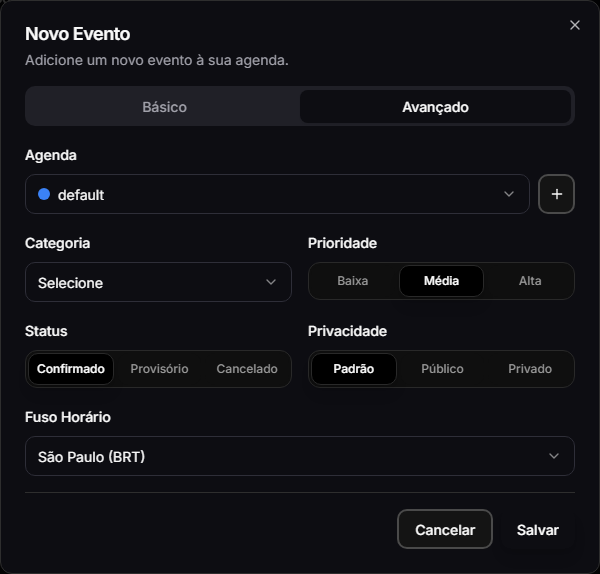 Novo Evento
Adicione um novo evento à sua agenda.
Básico Avançado
Agenda
default +
Categoria Prioridade
Selecione Baixa Média Alta
Status Privacidade
Confirmado Provisório Cancelado Padrão Público Privado
Fuso Horário
São Paulo (BRT)
Cancelar Salvar